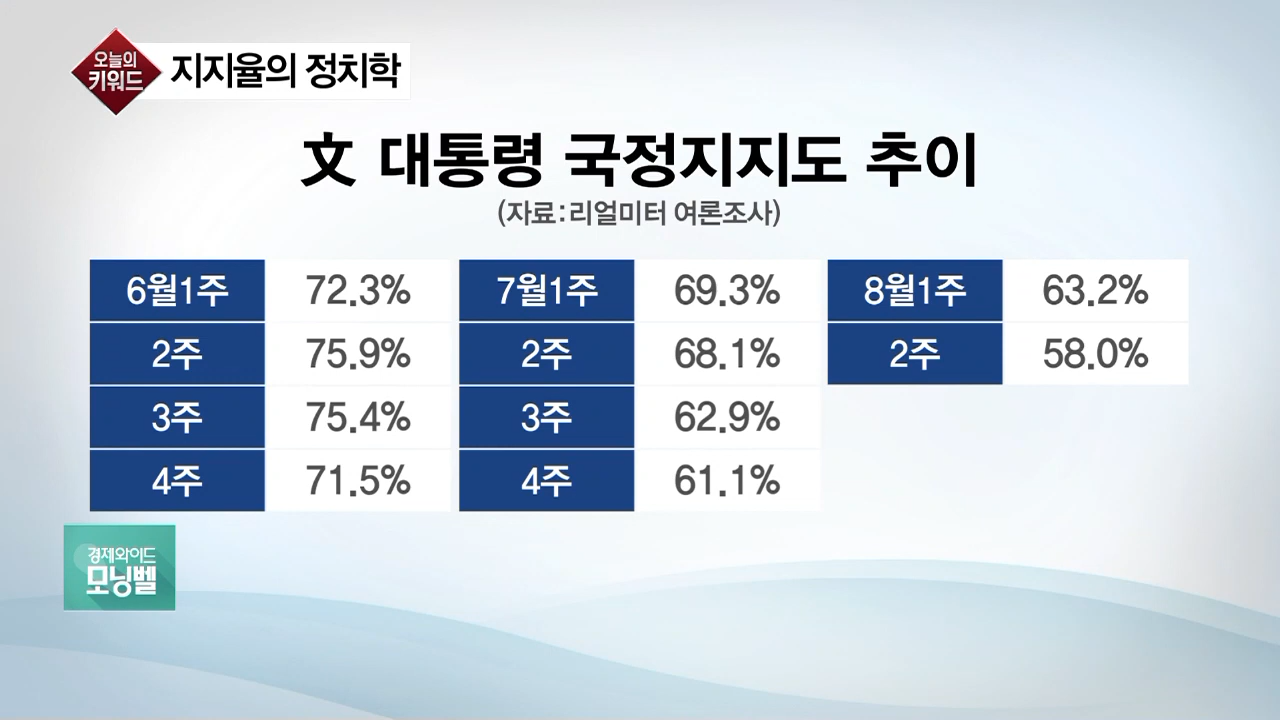 오늘의
키워드
지지율의 정치학
文 대통령 국정지지도 추이
(자료:리얼미터 여론조사)
6월1주 72.3% 7월1주 69.3% 8월1주 63.2%
2주 75.9% 2주 68.1% 2주 58.0%
3주 75.4% 3주 62.9%
4주 71.5% 4주 61.1%
경제와이드
모닝벨